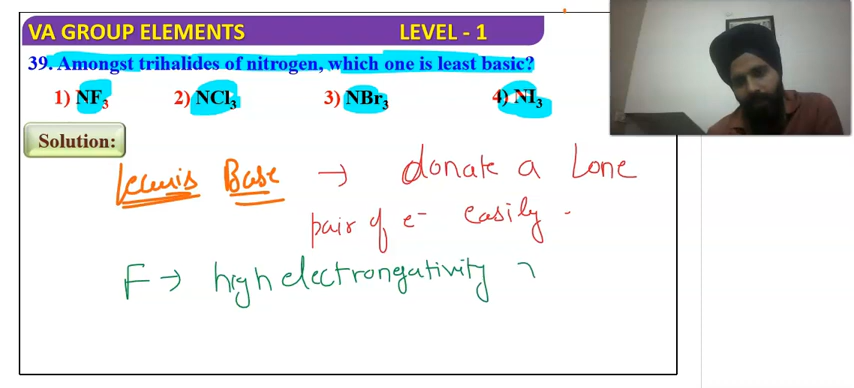 VA GROUP ELEMENTS LEVEL - 1
39. Amongst trihalides of nitrogen, which one is least basic?
1) NF₃ 2) NCl₃ 3) NBr₃ 4) NI₃
Solution:
Lewis Base → donate a Lone
pair of e⁻ easily.
F → high electrongativity